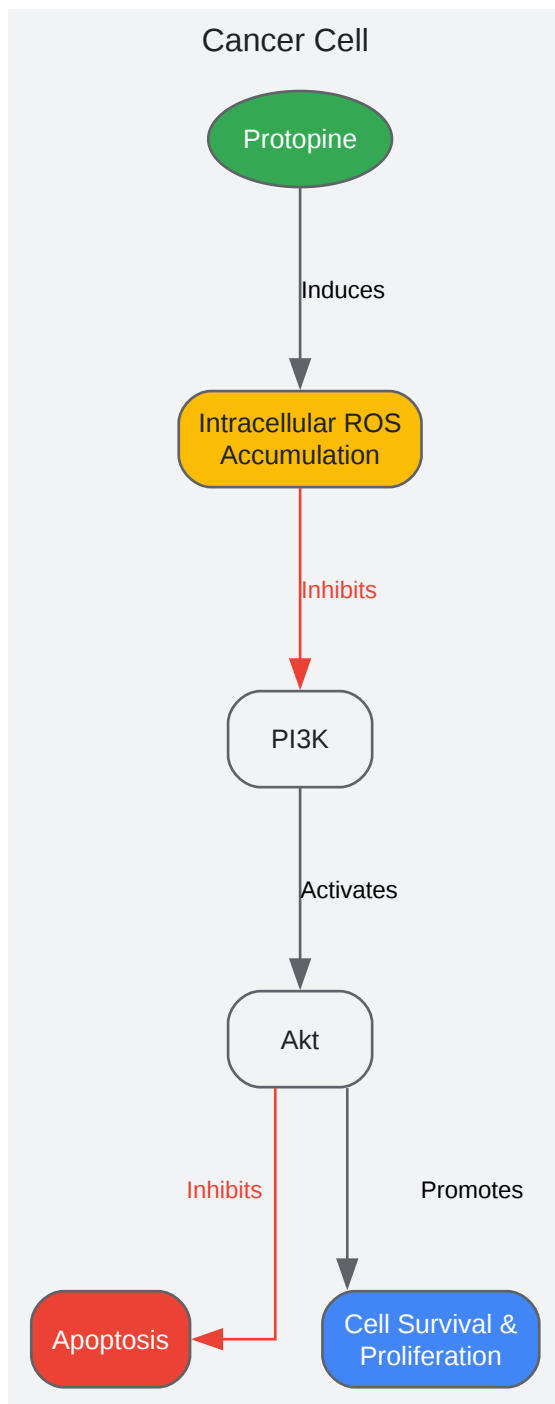 Cancer Cell
Protopine
Induces
Intracellular ROS
Accumulation
Inhibits
PI3K
Activates
Akt
Inhibits
Promotes
Apoptosis
Cell Survival &
Proliferation